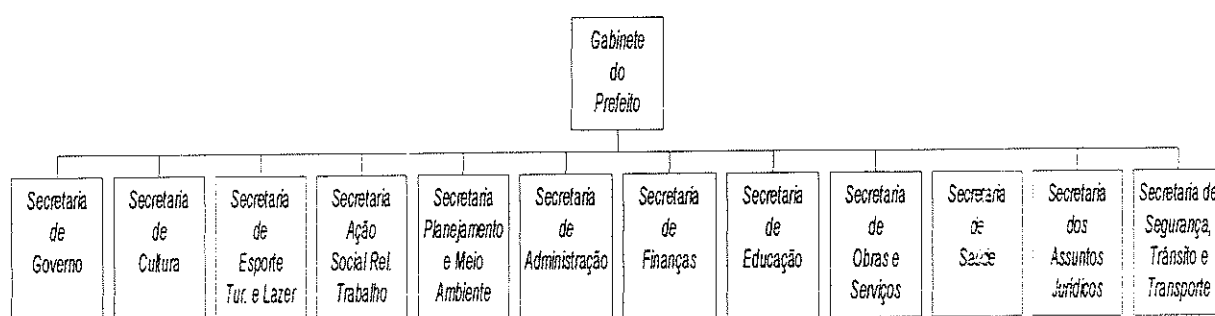 Gabinete
do
Prefeito
Secretaria
de
Governo
Secretaria
de
Cultura
Secretaria
de
Esporte
Tur. e Lazer
Secretaria
Ação
Social Rel.
Trabalho
Secretaria
Planejamento
e Meio
Ambiente
Secretaria
de
Administração
Secretaria
de
Finanças
Secretaria
de
Educação
Secretaria
de
Obras e
Serviços
Secretaria
de
Saúde
Secretaria
dos
Assuntos
Jurídicos
Secretaria de
Segurança,
Trânsito e
Transporte